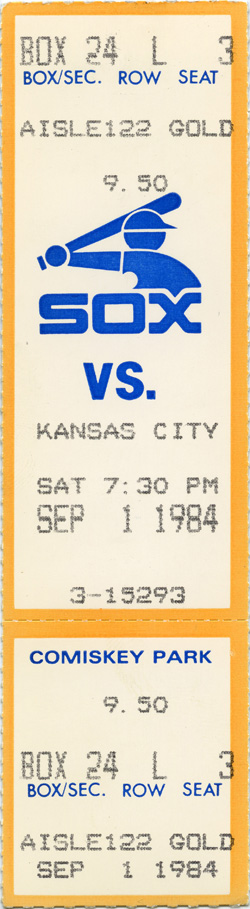 BOX 24 L 3
BOX/SEC. ROW SEAT
AISLE122 GOLD
9.50
SOX
VS.
KANSAS CITY
SAT 7:30 PM
SEP 1 1984
3-15293
COMISKEY PARK
9.50
BOX 24 L 3
BOX/SEC. ROW SEAT
AISLE122 GOLD
SEP 1 1984